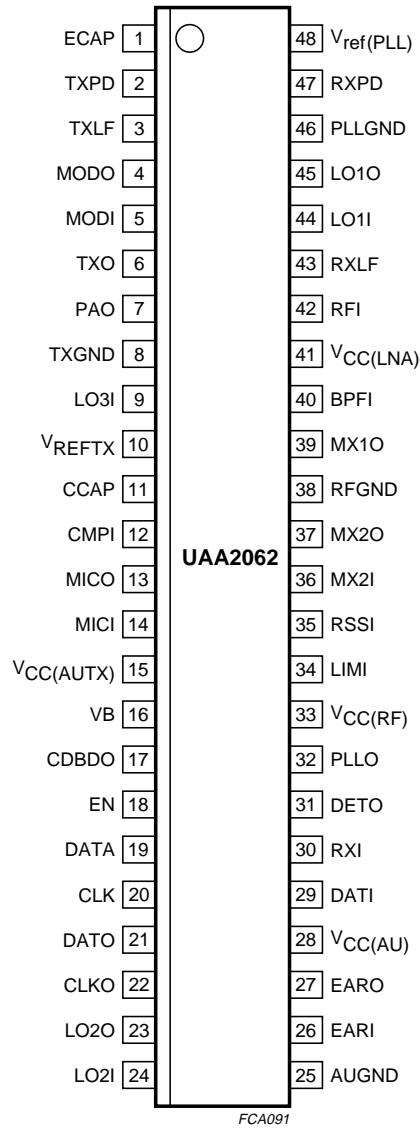 ECAP 1 48 Vref(PLL)
TXPD 2 47 RXPD
TXLF 3 46 PLLGND
MODO 4 45 LO1O
MODI 5 44 LO1I
TXO 6 43 RXLF
PAO 7 42 RFI
TXGND 8 41 VCC(LNA)
LO3I 9 40 BPFI
VREFTX 10 39 MX1O
CCAP 11 38 RFGND
CMPI 12 37 MX2O
UAA2062
MICO 13 36 MX2I
MICI 14 35 RSSI
VCC(AUTX) 15 34 LIMI
VB 16 33 VCC(RF)
CDBDO 17 32 PLLO
EN 18 31 DETO
DATA 19 30 RXI
CLK 20 29 DATI
DATO 21 28 VCC(AU)
CLKO 22 27 EARO
LO2O 23 26 EARI
LO2I 24 25 AUGND
FCA091